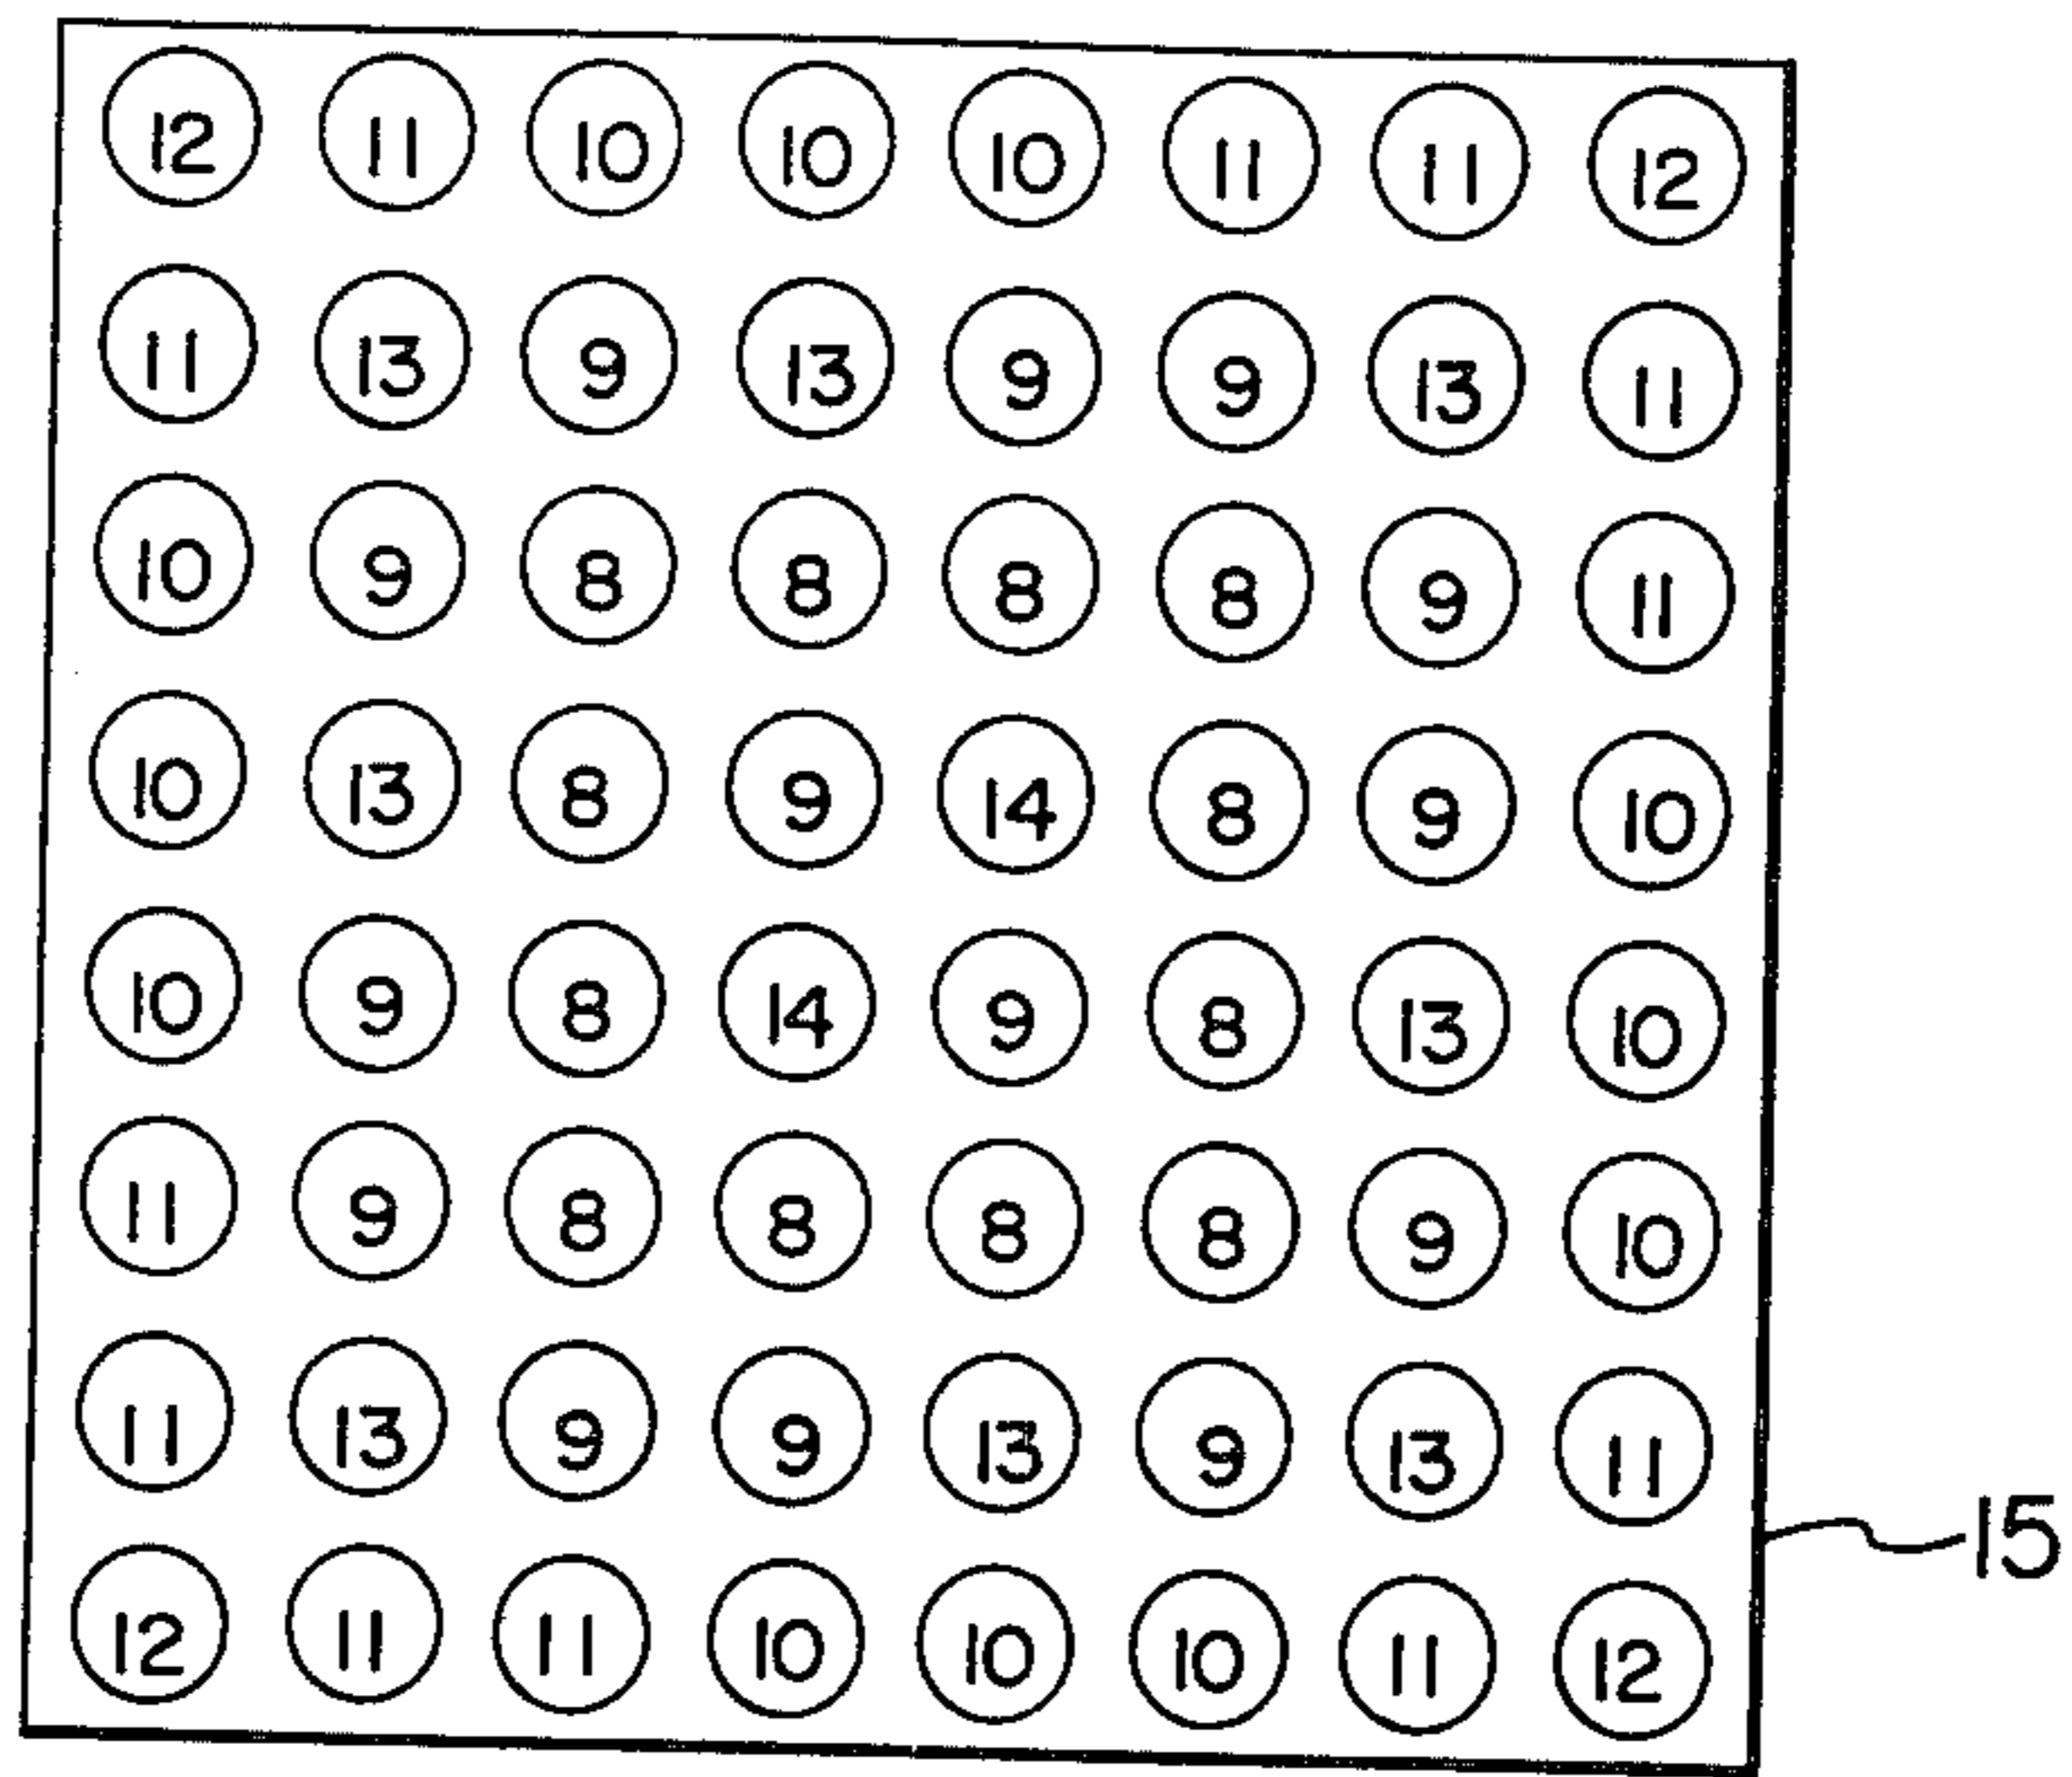 12 11 10 10 10 11 11 12
11 13 9 13 9 9 13 11
10 9 8 8 8 8 9 11
10 13 8 9 14 8 9 10
10 9 8 14 9 8 13 10
11 9 8 8 8 8 9 10
11 13 9 9 13 9 13 11
15
12 11 11 10 10 10 11 12